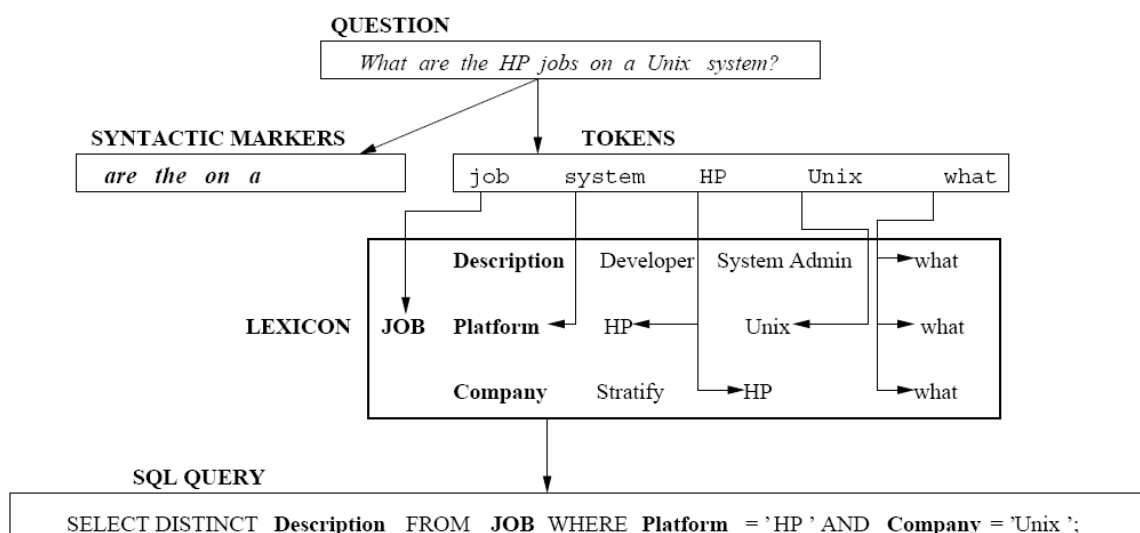 QUESTION
What are the HP jobs on a Unix system?
SYNTACTIC MARKERS
TOKENS
are the on a
job system HP Unix what
Description Developer System Admin what
LEXICON JOB Platform HP Unix what
Company Stratify HP what
SQL QUERY
SELECT DISTINCT Description FROM JOB WHERE Platform = 'HP ' AND Company = 'Unix ';